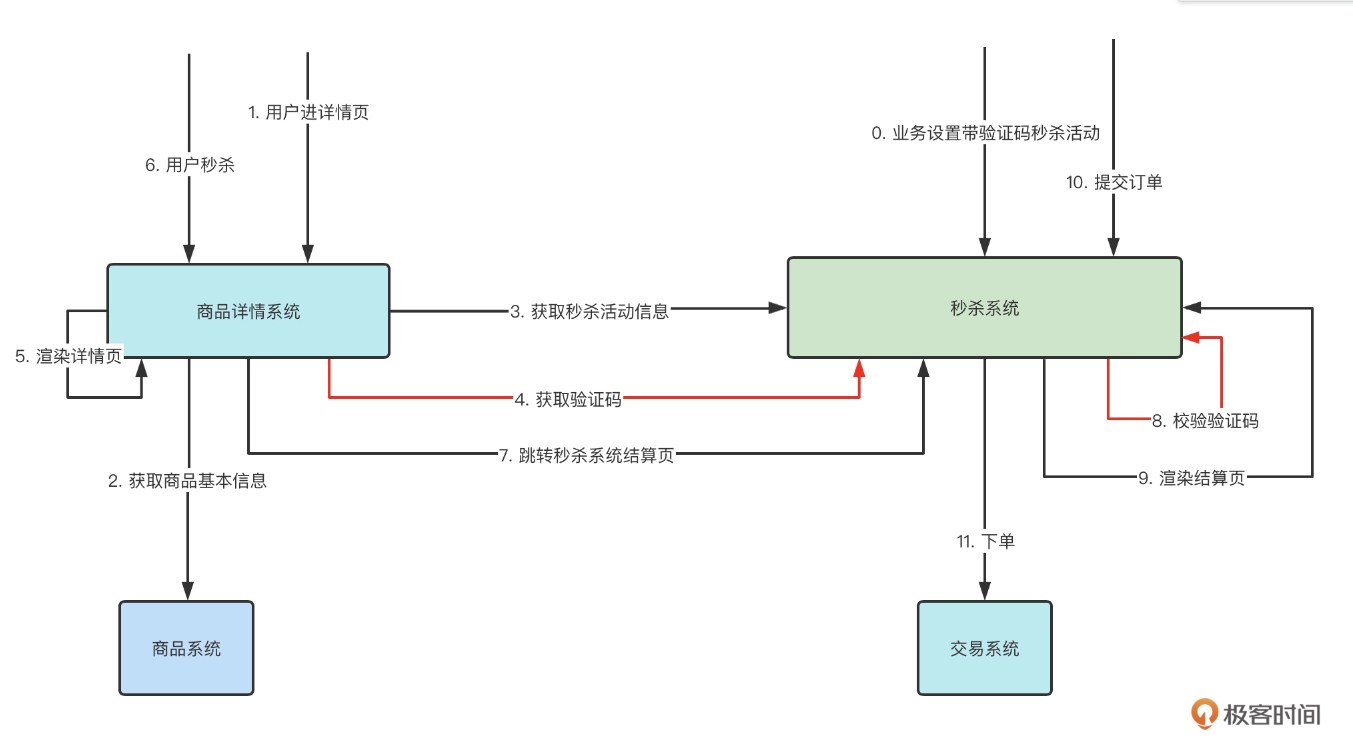 1. 用户进详情页
0. 业务设置带验证码秒杀活动
6. 用户秒杀
10. 提交订单
商品详情系统
3. 获取秒杀活动信息
秒杀系统
5. 渲染详情页
4. 获取验证码
8. 校验验证码
7. 跳转秒杀系统结算页
2. 获取商品基本信息
9. 渲染结算页
11. 下单
商品系统
交易系统
极客时间